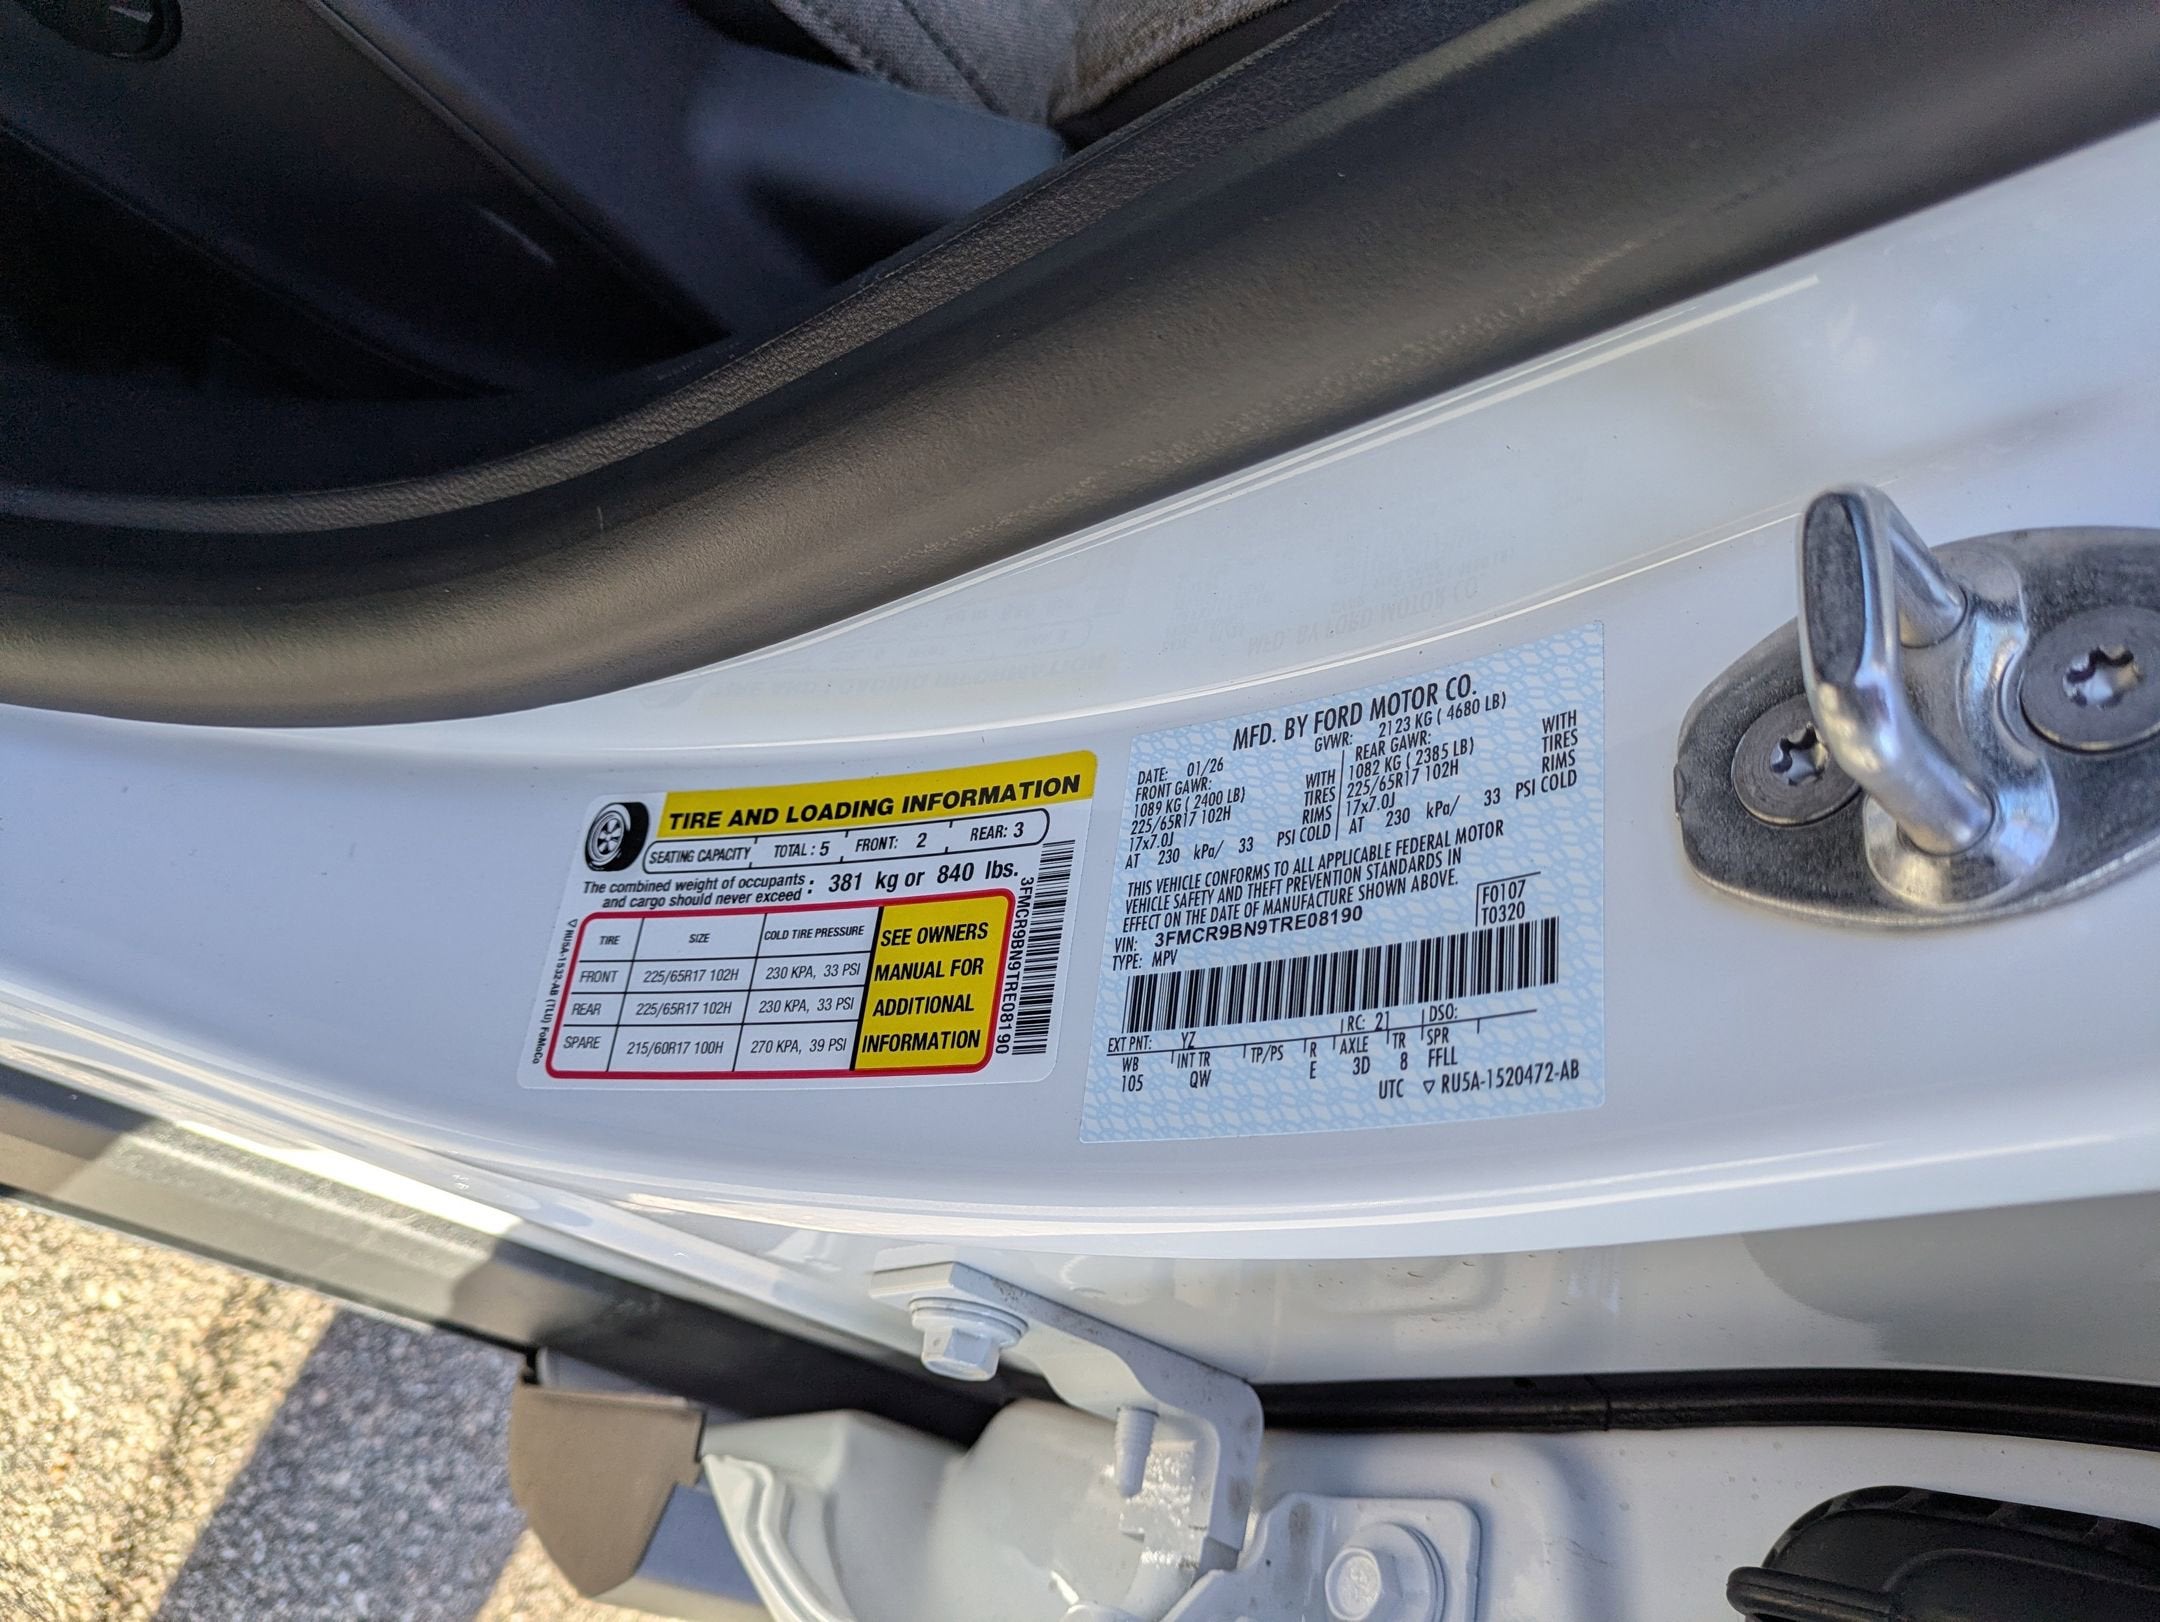 TIRE AND LOADING INFORMATION
SEATING CAPACITY TOTAL: 5 FRONT: 2 REAR: 3
The combined weight of occupants and cargo should never exceed : 381 kg or 840 lbs.
TIRE SIZE COLD TIRE PRESSURE
FRONT 225/65R17 102H 230 KPA, 33 PSI
REAR 225/65R17 102H 230 KPA, 33 PSI
SPARE 215/60R17 100H 270 KPA, 39 PSI
SEE OWNERS
MANUAL FOR
ADDITIONAL
INFORMATION
3FMCR9BN9TRE08190
▽ RU5A-1532-AB (TLU) FoMoCo
MFD. BY FORD MOTOR CO.
DATE: 01/26 GVWR: 2123 KG ( 4680 LB)
FRONT GAWR: REAR GAWR:
1089 KG ( 2400 LB) WITH 1082 KG ( 2385 LB) WITH
225/65R17 102H TIRES 225/65R17 102H TIRES
17x7.0J RIMS 17x7.0J RIMS
AT 230 kPa/ 33 PSI COLD AT 230 kPa/ 33 PSI COLD
THIS VEHICLE CONFORMS TO ALL APPLICABLE FEDERAL MOTOR
VEHICLE SAFETY AND THEFT PREVENTION STANDARDS IN
EFFECT ON THE DATE OF MANUFACTURE SHOWN ABOVE.
VIN: 3FMCR9BN9TRE08190 F0107
TYPE: MPV T0320
EXT PNT: YZ RC: 21 DSO:
WB INT TR TP/PS R AXLE TR SPR
105 QW E 3D 8 FFLL
UTC ▽ RU5A-1520472-AB